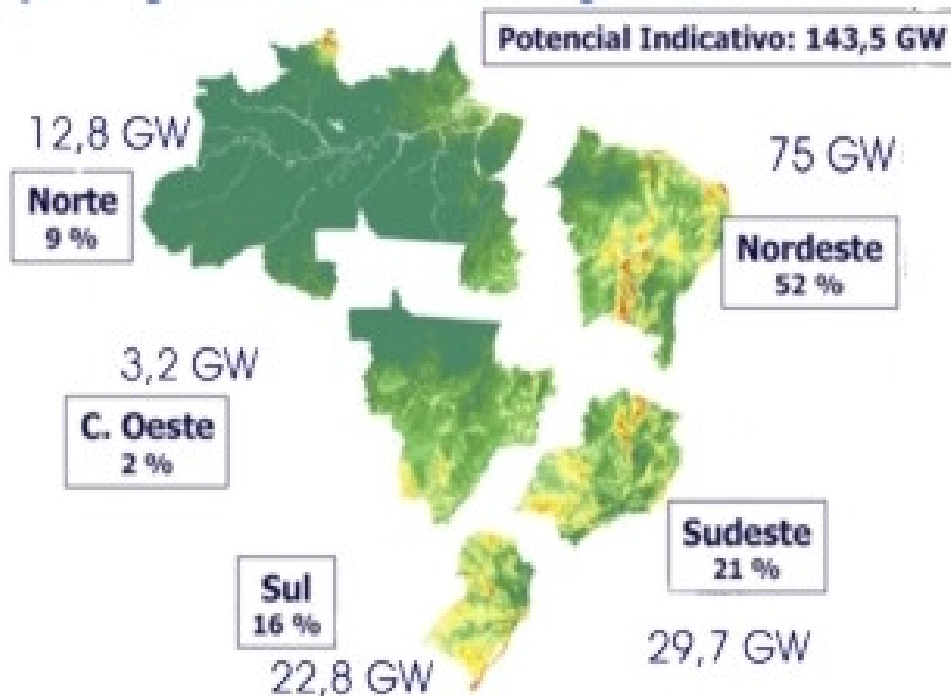 Potencial Indicativo: 143,5 GW
12,8 GW
Norte
9 %
75 GW
Nordeste
52 %
3,2 GW
C. Oeste
2 %
Sudeste
21 %
29,7 GW
Sul
16 %
22,8 GW